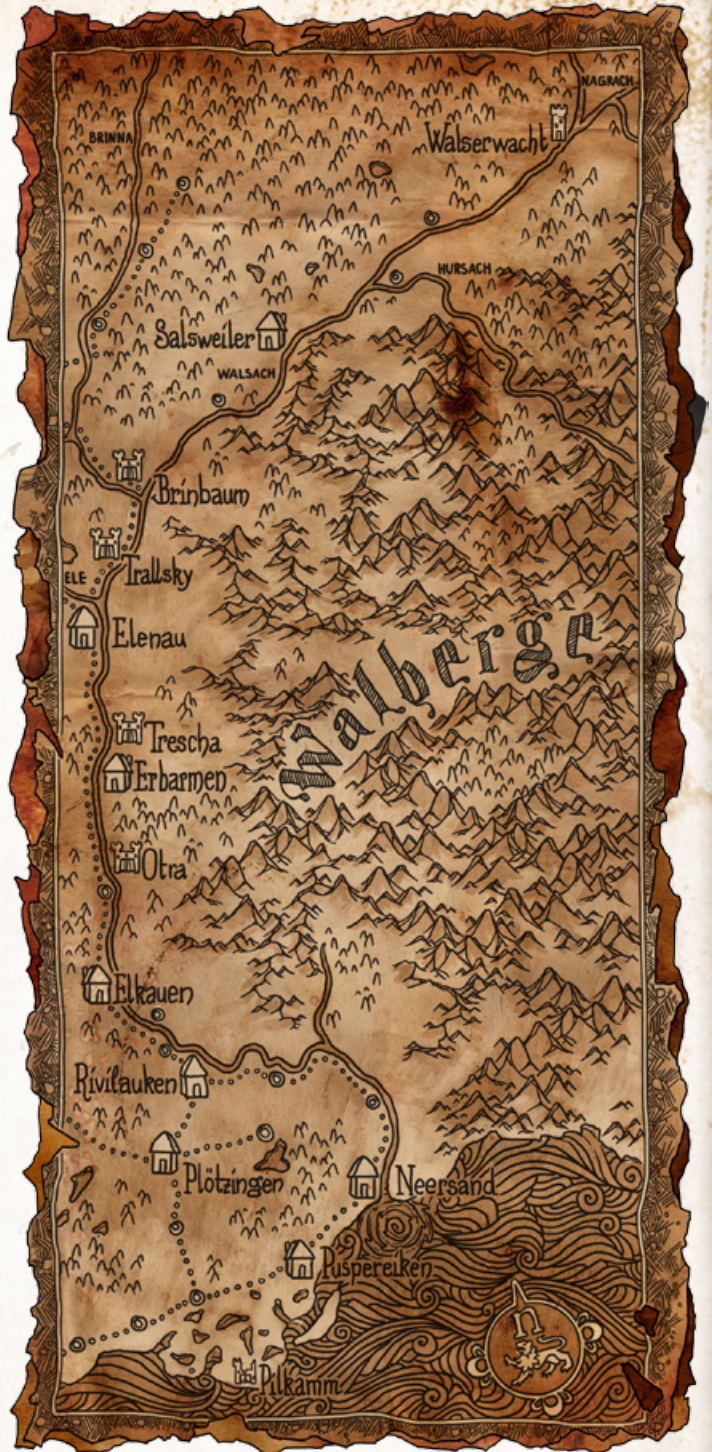 NAGRACH
BRINNA
Walserwacht
HURSACH
Salsweiler
WALSACH
Brinbaum
Trallsky
ELE
Elenau
Walberge
Trescha
Erbarmen
Otra
Elkauen
Rivilauken
Plötzingen
Neersand
Puspereiken
Pilkamm
n